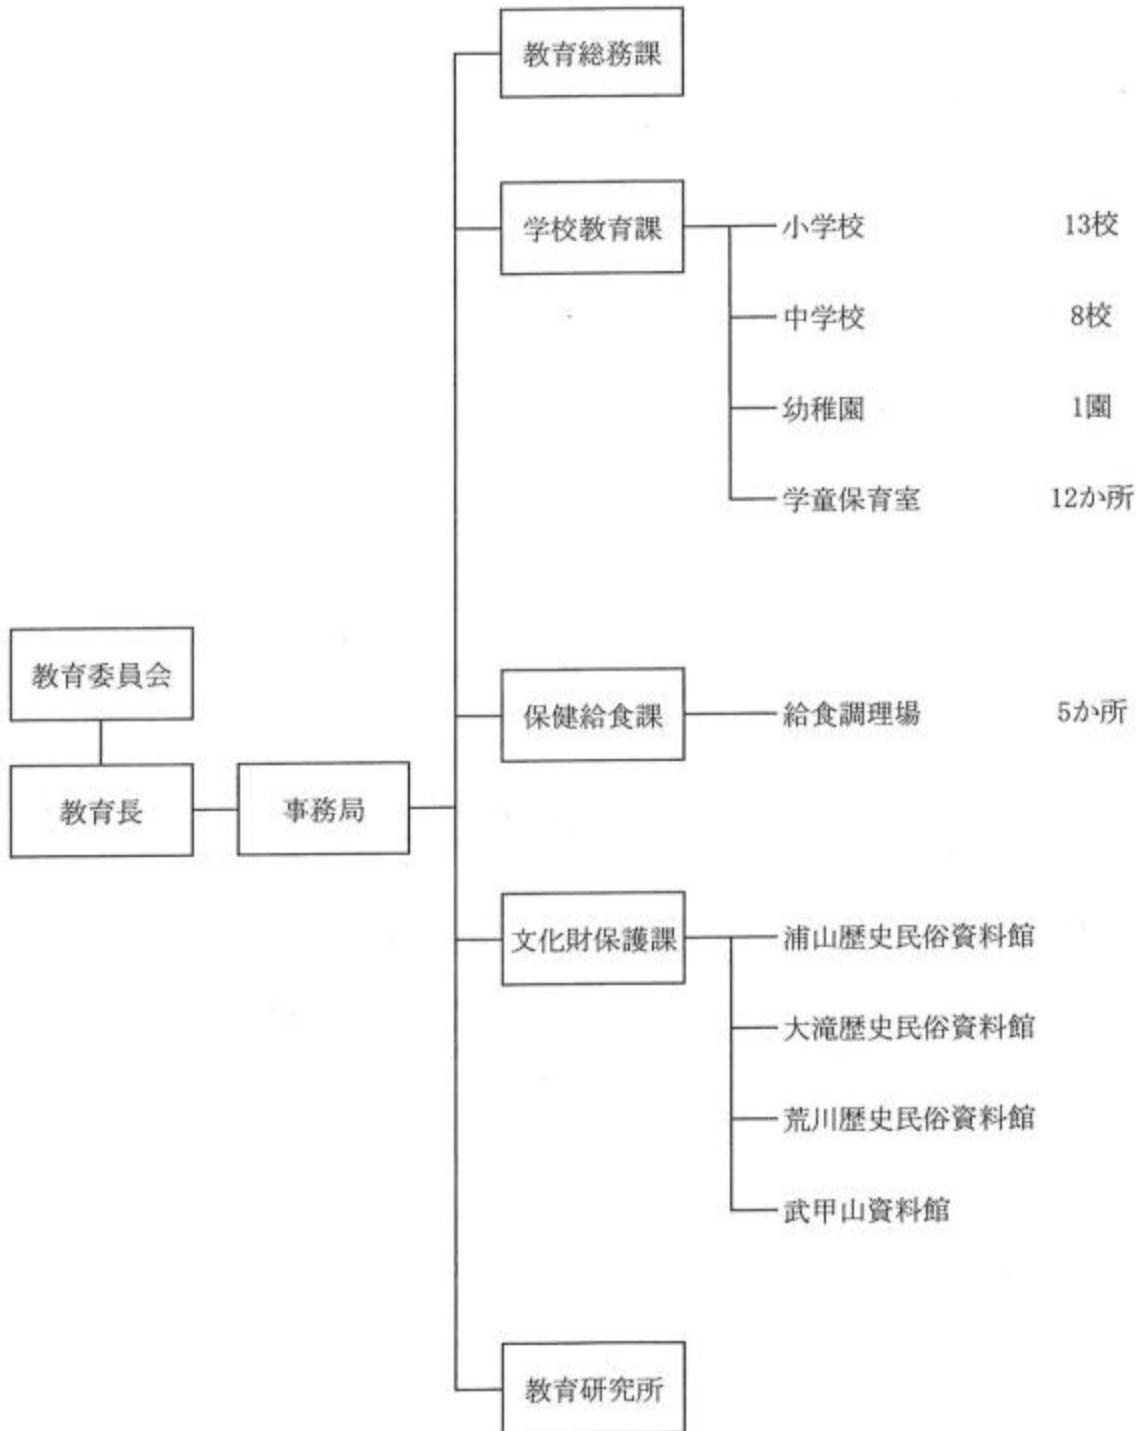 教育総務課
学校教育課
小学校 13校
中学校 8校
幼稚園 1園
学童保育室 12か所
教育委員会
保健給食課
給食調理場 5か所
教育長
事務局
文化財保護課
浦山歴史民俗資料館
大滝歴史民俗資料館
荒川歴史民俗資料館
武甲山資料館
教育研究所